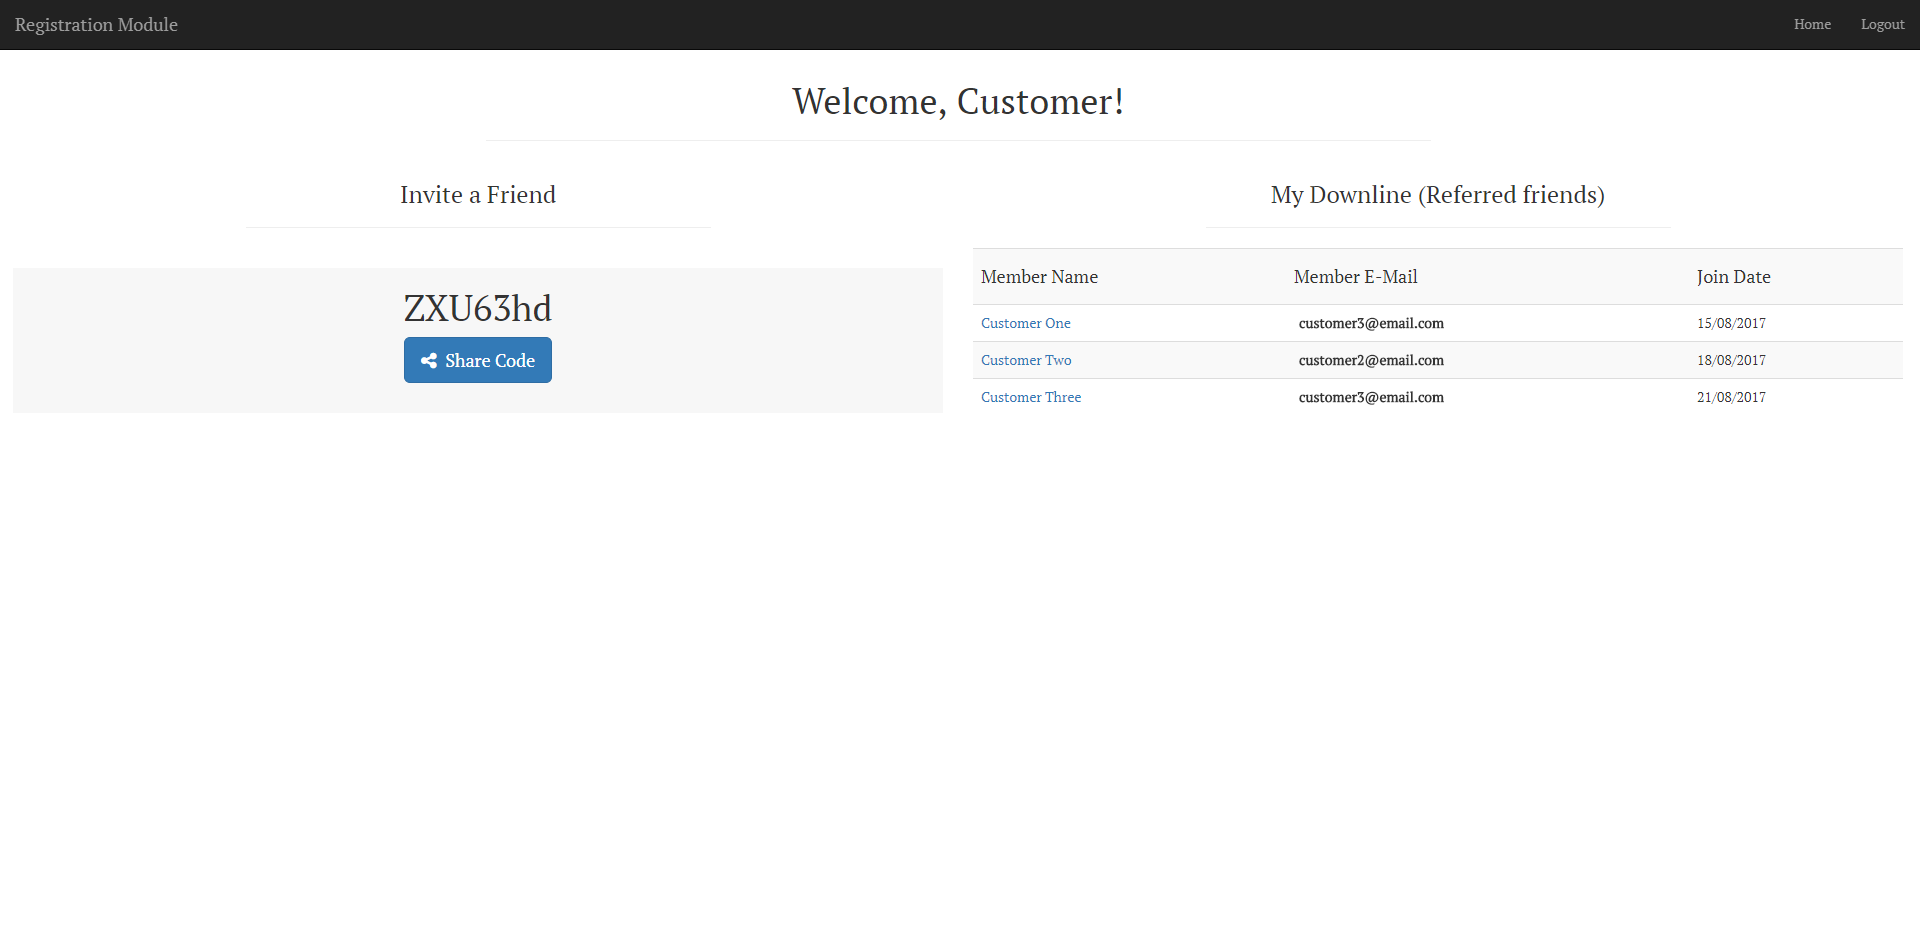 Registration Module Home Logout
Welcome, Customer!
Invite a Friend
ZXU63hd
Share Code
My Downline (Referred friends)
Member Name Member E-Mail Join Date
Customer One customer3@email.com 15/08/2017
Customer Two customer2@email.com 18/08/2017
Customer Three customer3@email.com 21/08/2017